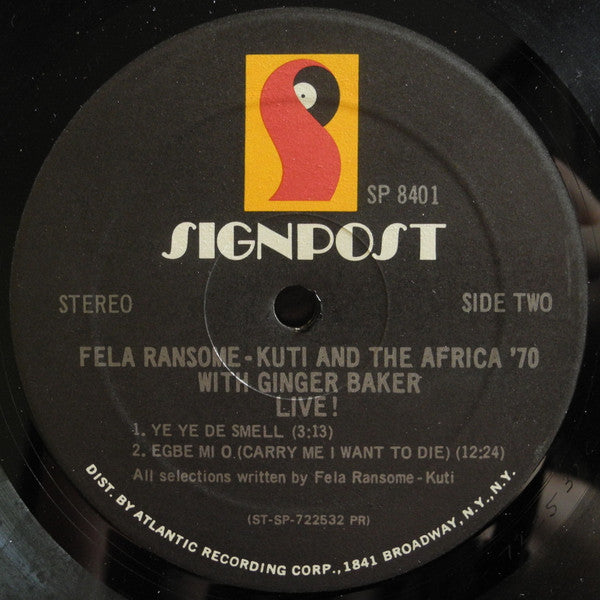 SP 8401
SIGNPOST
STEREO
SIDE TWO
FELA RANSOME-KUTI AND THE AFRICA '70
WITH GINGER BAKER
LIVE!
1. YE YE DE SMELL (3:13)
2. EGBE MI O (CARRY ME I WANT TO DIE) (12:24)
All selections written by Fela Ransome-Kuti
(ST-SP-722532 PR)
DIST. BY ATLANTIC RECORDING CORP., 1841 BROADWAY, N.Y., N.Y.